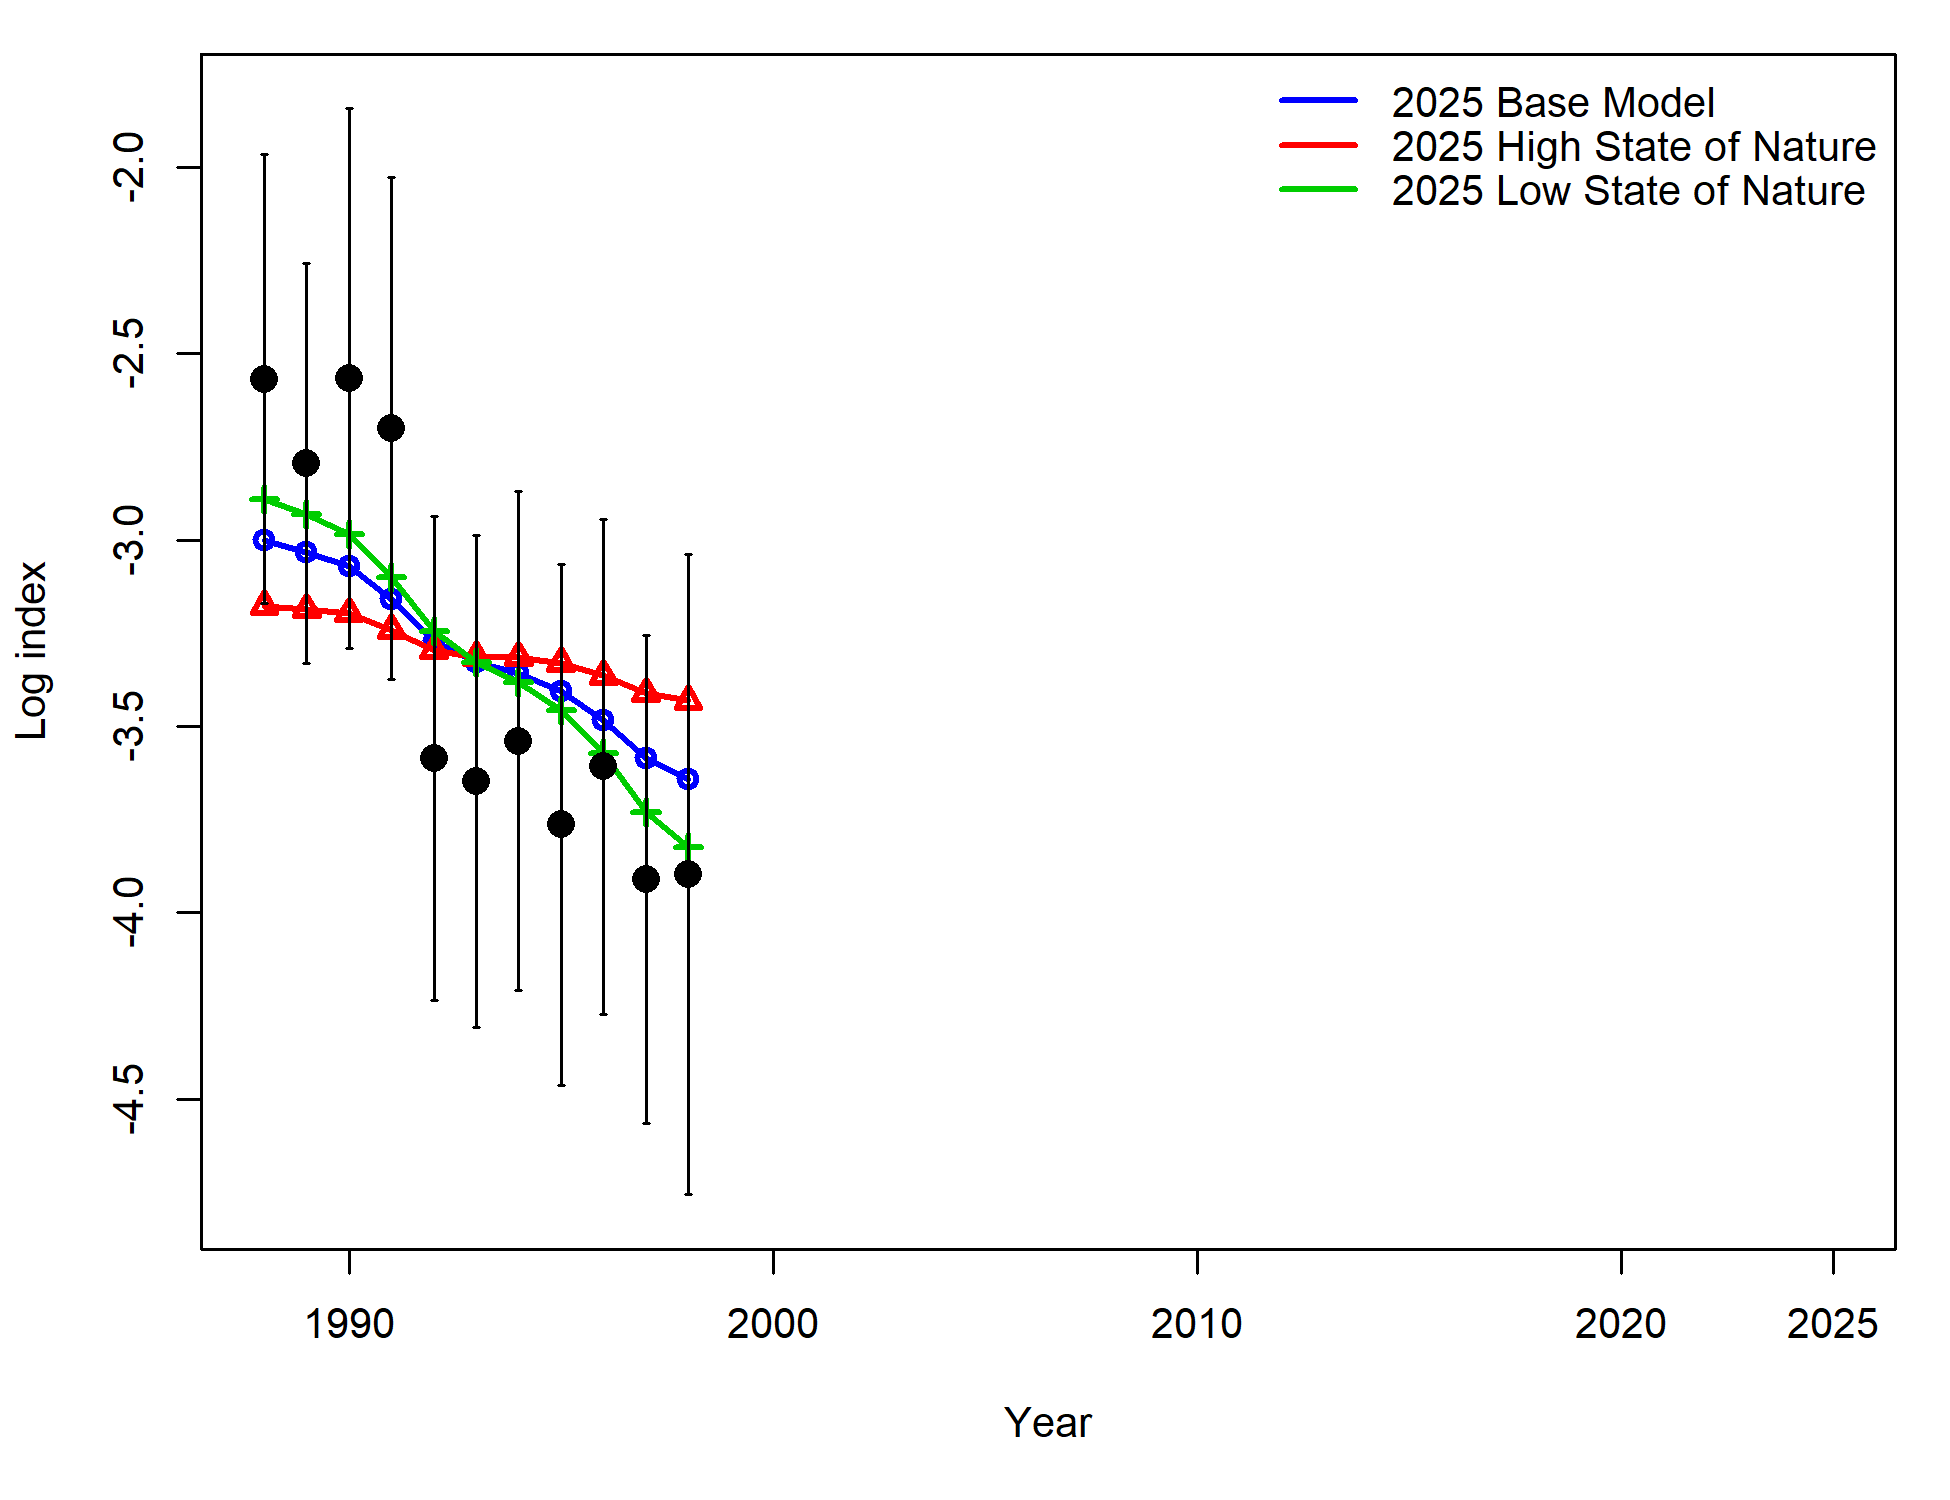 2025 Base Model
2025 High State of Nature
2025 Low State of Nature
Log index
-2.0
-2.5
-3.0
-3.5
-4.0
-4.5
1990 2000 2010 2020 2025
Year